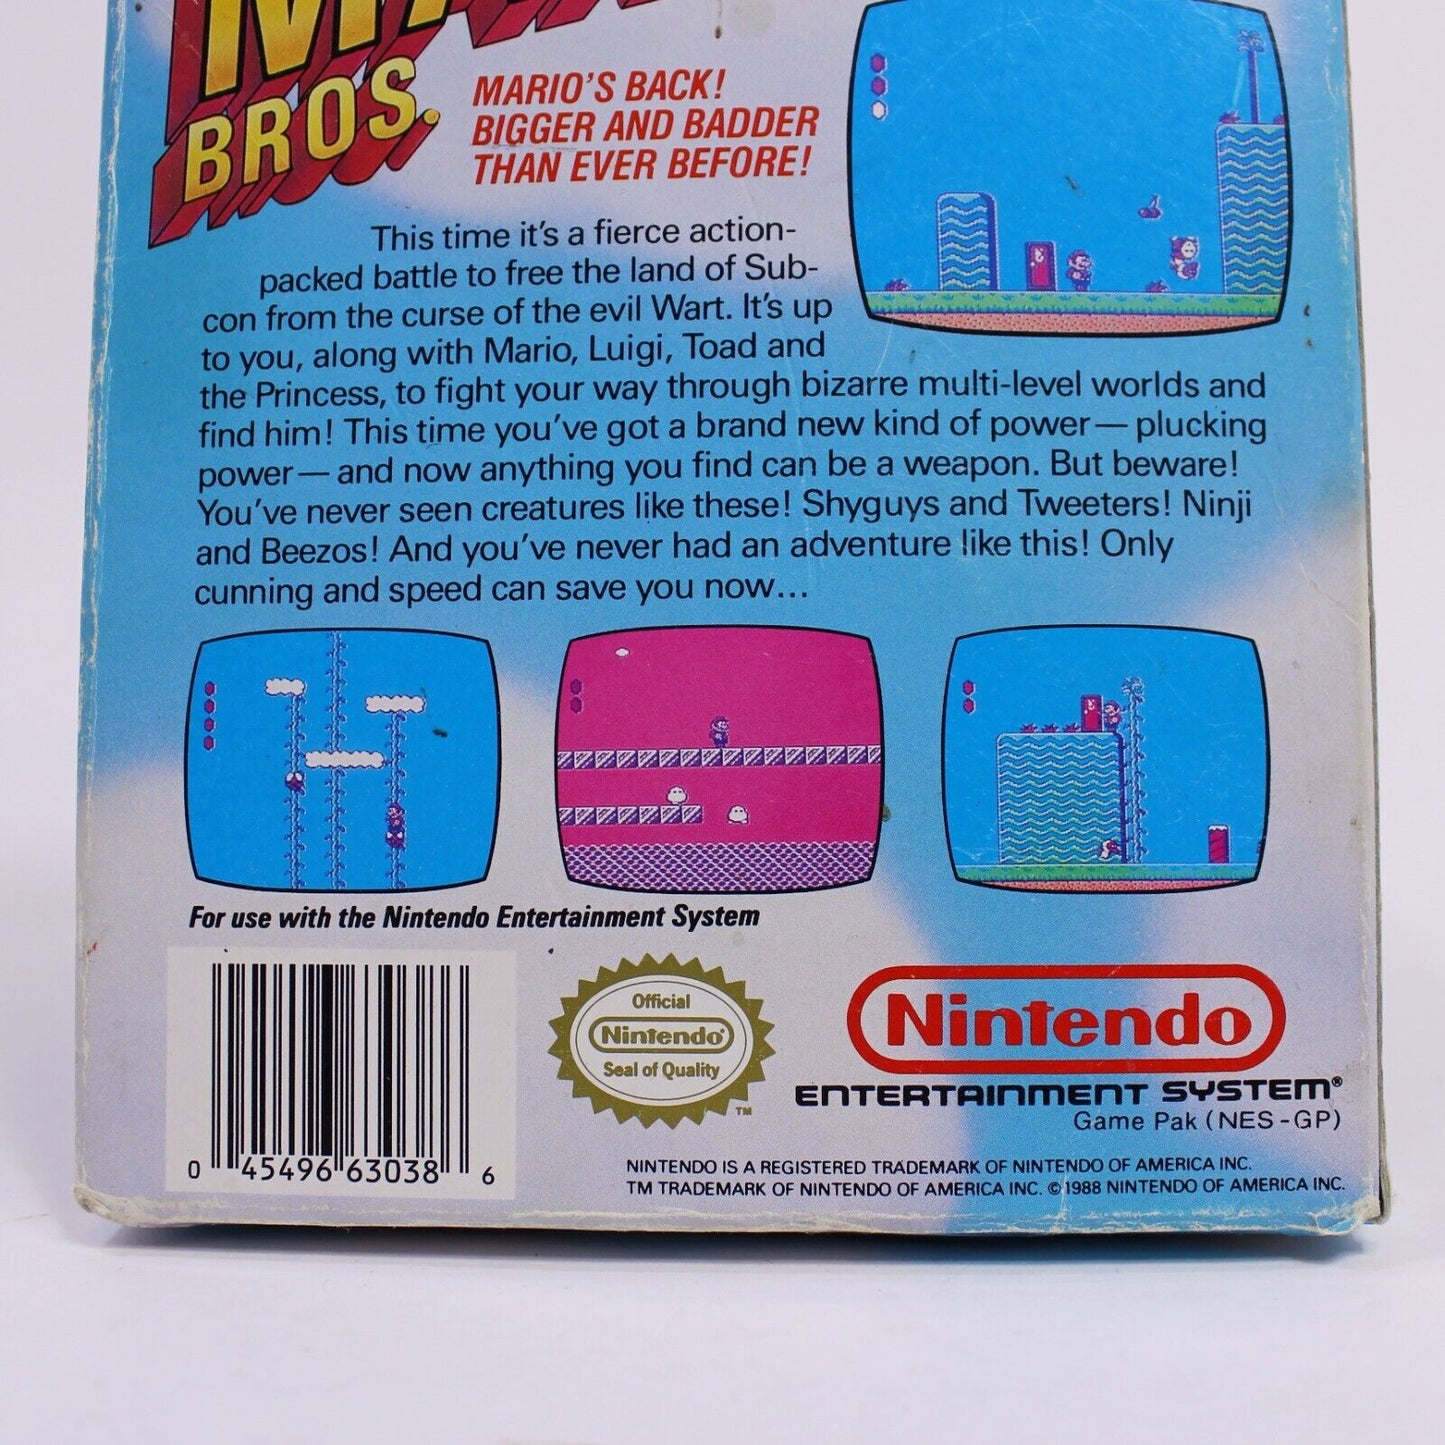 BROS.
MARIO'S BACK!
BIGGER AND BADDER
THAN EVER BEFORE!
This time it's a fierce action-
packed battle to free the land of Sub-
con from the curse of the evil Wart. It's up
to you, along with Mario, Luigi, Toad and
the Princess, to fight your way through bizarre multi-level worlds and
find him! This time you've got a brand new kind of power — plucking
power — and now anything you find can be a weapon. But beware!
You've never seen creatures like these! Shyguys and Tweeters! Ninji
and Beezos! And you've never had an adventure like this! Only
cunning and speed can save you now...
For use with the Nintendo Entertainment System
0 45496 63038 6
Official
Nintendo®
Seal of Quality
TM
Nintendo
ENTERTAINMENT SYSTEM®
Game Pak (NES-GP)
NINTENDO IS A REGISTERED TRADEMARK OF NINTENDO OF AMERICA INC.
TM TRADEMARK OF NINTENDO OF AMERICA INC. ©1988 NINTENDO OF AMERICA INC.